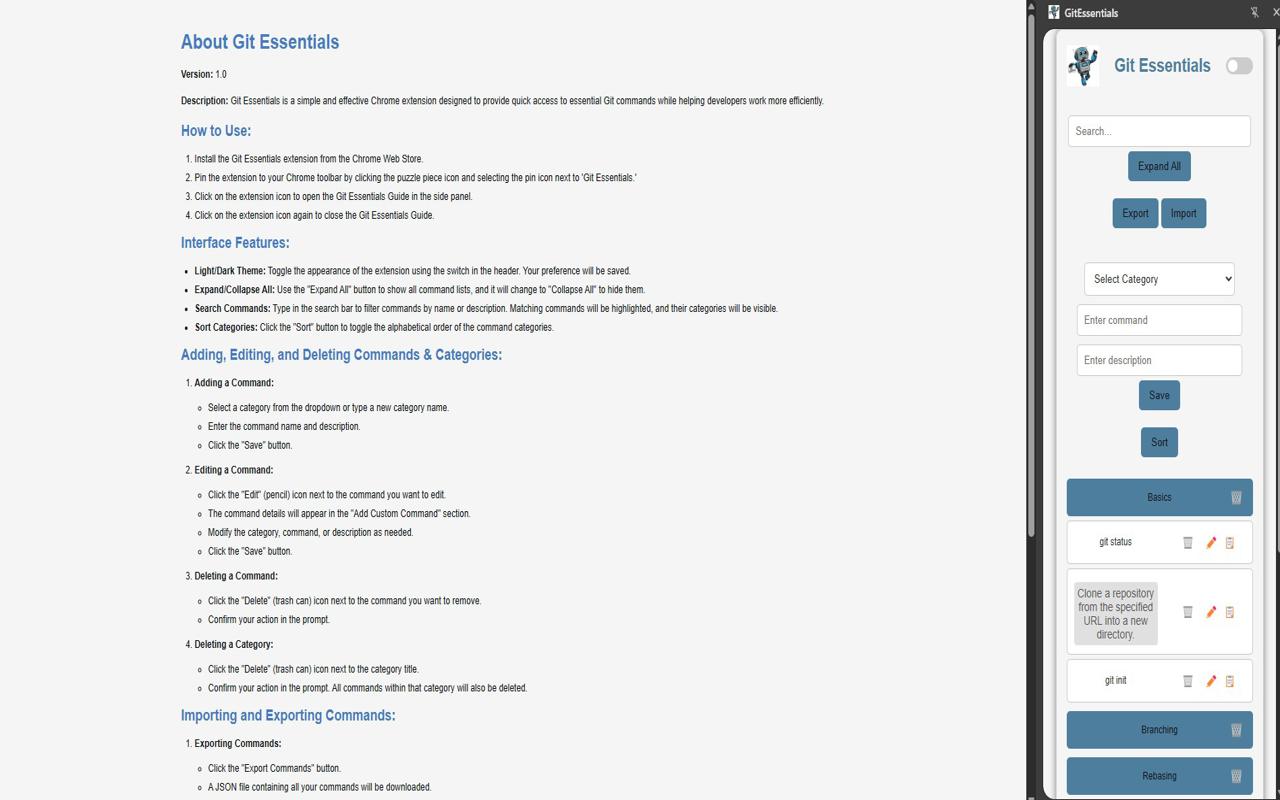 About Git Essentials
Version: 1.0
Description: Git Essentials is a simple and effective Chrome extension designed to provide quick access to essential Git commands while helping developers work more efficiently.
How to Use:
1. Install the Git Essentials extension from the Chrome Web Store.
2. Pin the extension to your Chrome toolbar by clicking the puzzle piece icon and selecting the pin icon next to 'Git Essentials.'
3. Click on the extension icon to open the Git Essentials Guide in the side panel.
4. Click on the extension icon again to close the Git Essentials Guide.
Interface Features:
• Light/Dark Theme: Toggle the appearance of the extension using the switch in the header. Your preference will be saved.
• Expand/Collapse All: Use the "Expand All" button to show all command lists, and it will change to "Collapse All" to hide them.
• Search Commands: Type in the search bar to filter commands by name or description. Matching commands will be highlighted, and their categories will be visible.
• Sort Categories: Click the "Sort" button to toggle the alphabetical order of the command categories.
Adding, Editing, and Deleting Commands & Categories:
1. Adding a Command:
○ Select a category from the dropdown or type a new category name.
○ Enter the command name and description.
○ Click the "Save" button.
2. Editing a Command:
○ Click the "Edit" (pencil) icon next to the command you want to edit.
○ The command details will appear in the "Add Custom Command" section.
○ Modify the category, command, or description as needed.
○ Click the "Save" button.
3. Deleting a Command:
○ Click the "Delete" (trash can) icon next to the command you want to remove.
○ Confirm your action in the prompt.
4. Deleting a Category:
○ Click the "Delete" (trash can) icon next to the category title.
○ Confirm your action in the prompt. All commands within that category will also be deleted.
Importing and Exporting Commands:
1. Exporting Commands:
○ Click the "Export Commands" button.
○ A JSON file containing all your commands will be downloaded.
GitEssentials
Git Essentials
Search...
Expand All
Export Import
Select Category
Enter command
Enter description
Save
Sort
Basics
git status
Clone a repository
from the specified
URL into a new
directory.
git init
Branching
Rebasing